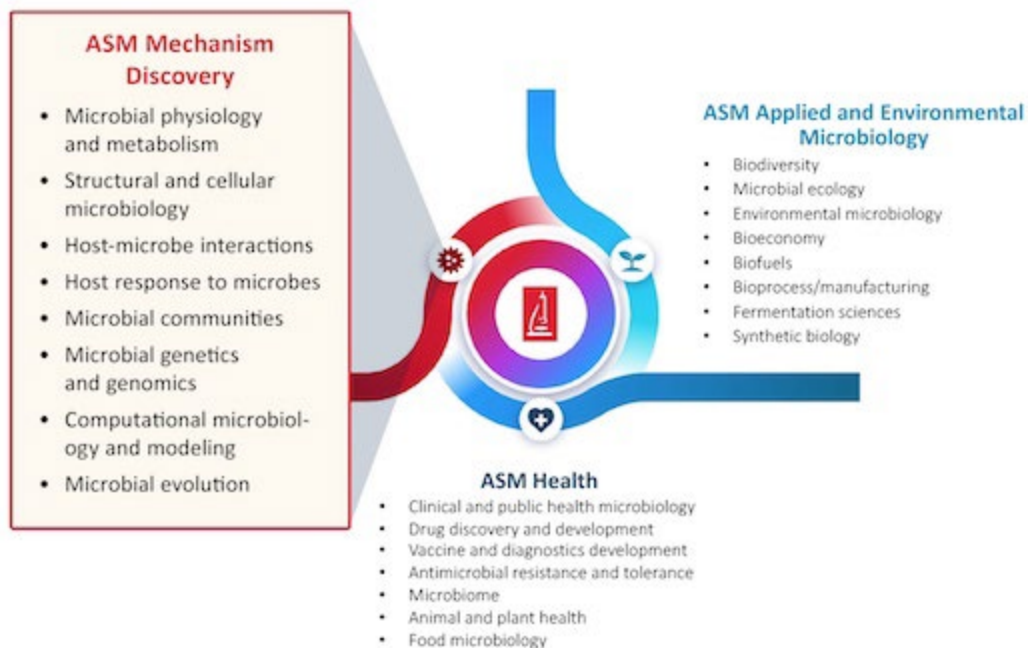 ASM Mechanism
Discovery
• Microbial physiology
and metabolism
• Structural and cellular
microbiology
• Host-microbe interactions
• Host response to microbes
• Microbial communities
• Microbial genetics
and genomics
• Computational microbiol-
ogy and modeling
• Microbial evolution
ASM Applied and Environmental
Microbiology
• Biodiversity
• Microbial ecology
• Environmental microbiology
• Bioeconomy
• Biofuels
• Bioprocess/manufacturing
• Fermentation sciences
• Synthetic biology
ASM Health
• Clinical and public health microbiology
• Drug discovery and development
• Vaccine and diagnostics development
• Antimicrobial resistance and tolerance
• Microbiome
• Animal and plant health
• Food microbiology